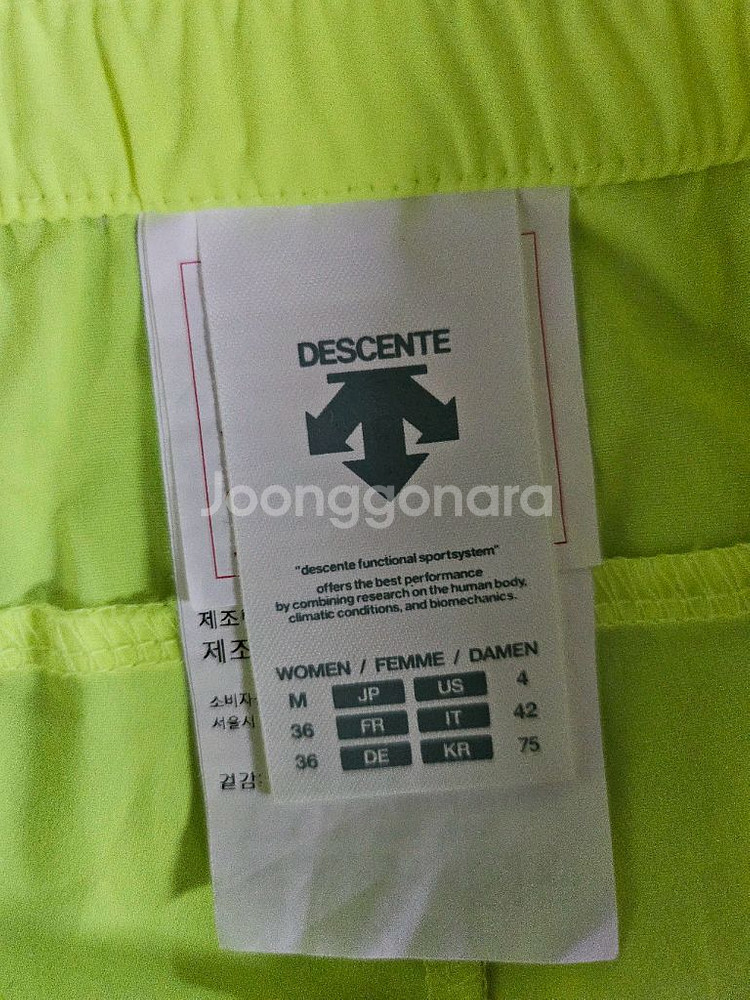 DESCENTE
Joonggonara
"descente functional sportsystem"
offers the best performance
by combining research on the human body,
climatic conditions, and biomechanics.
제조
제조
소비자
서울시
겉감:
WOMEN / FEMME / DAMEN
M JP US 4
36 FR IT 42
36 DE KR 75